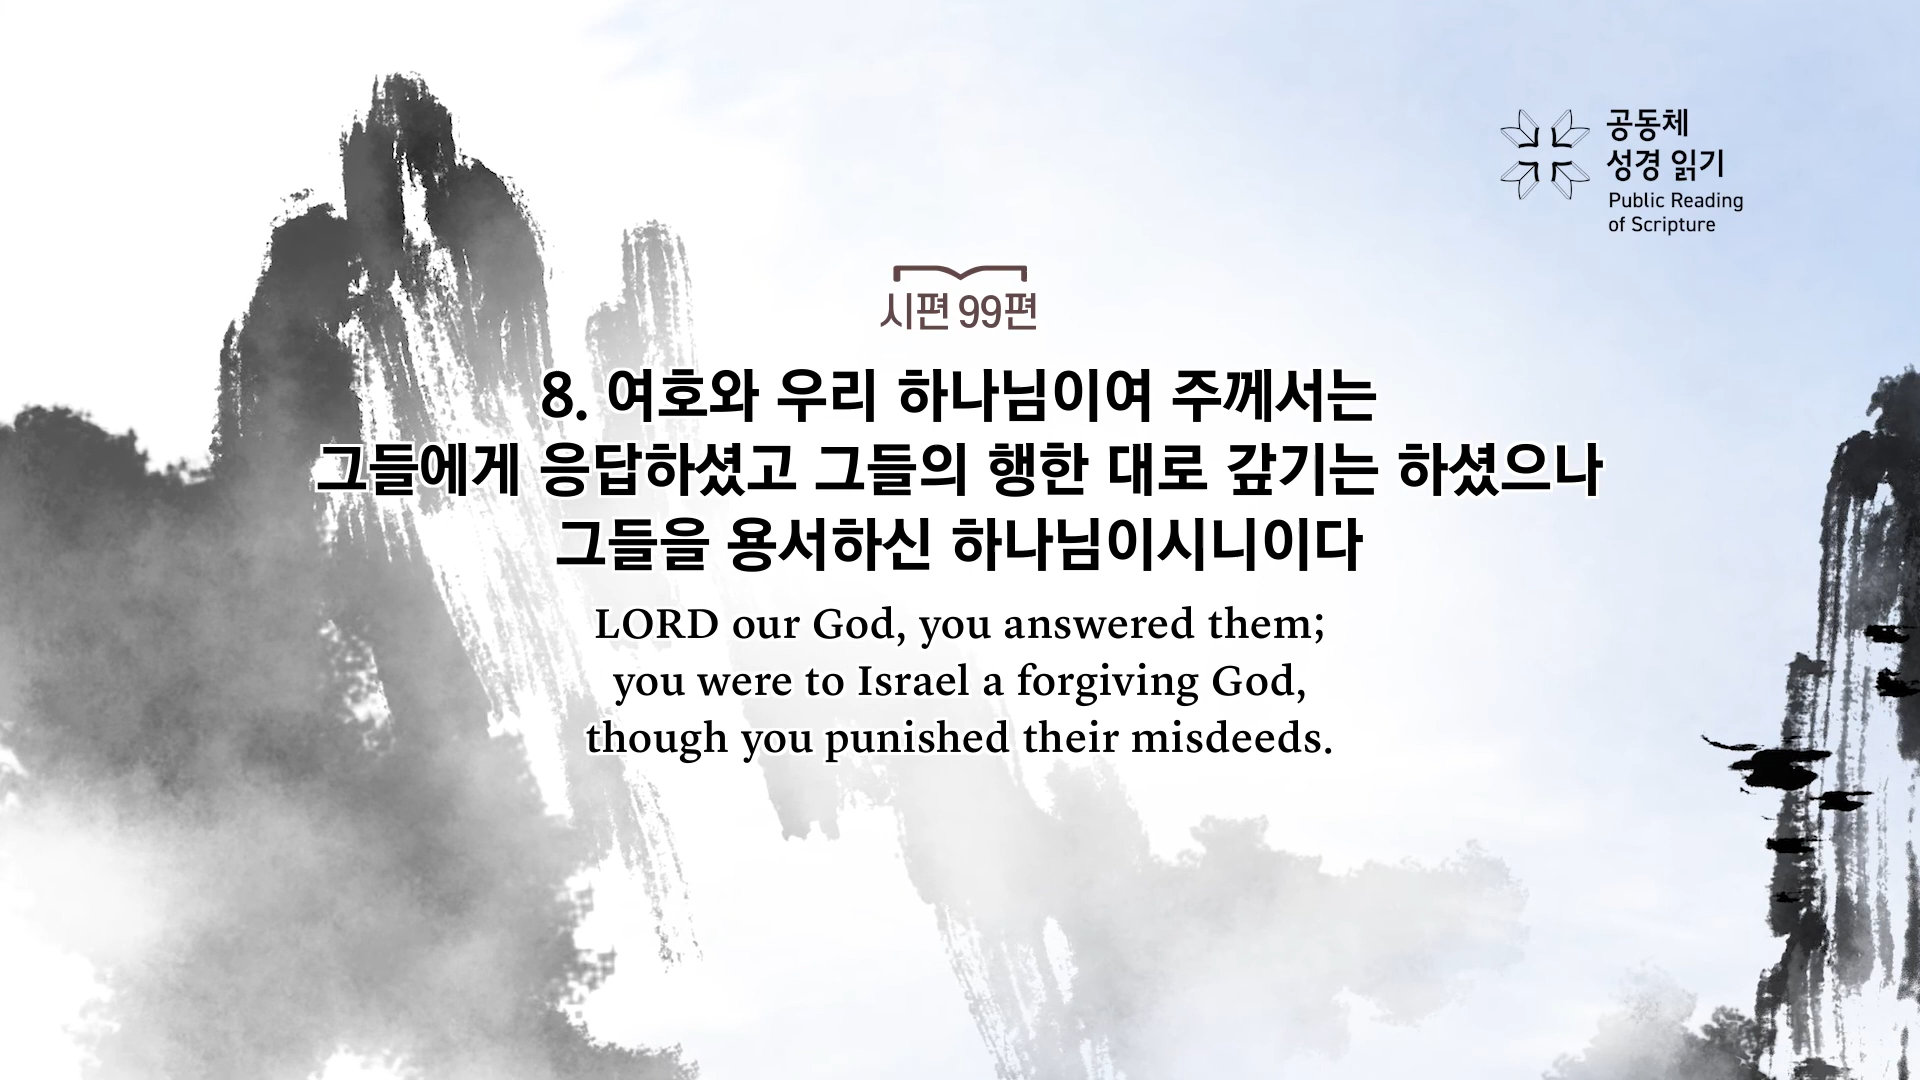 공동체
성경 읽기
Public Reading
of Scripture
시편 99편
8. 여호와 우리 하나님이여 주께서는
그들에게 응답하셨고 그들의 행한 대로 갚기는 하셨으나
그들을 용서하신 하나님이시니이다
LORD our God, you answered them;
you were to Israel a forgiving God,
though you punished their misdeeds.